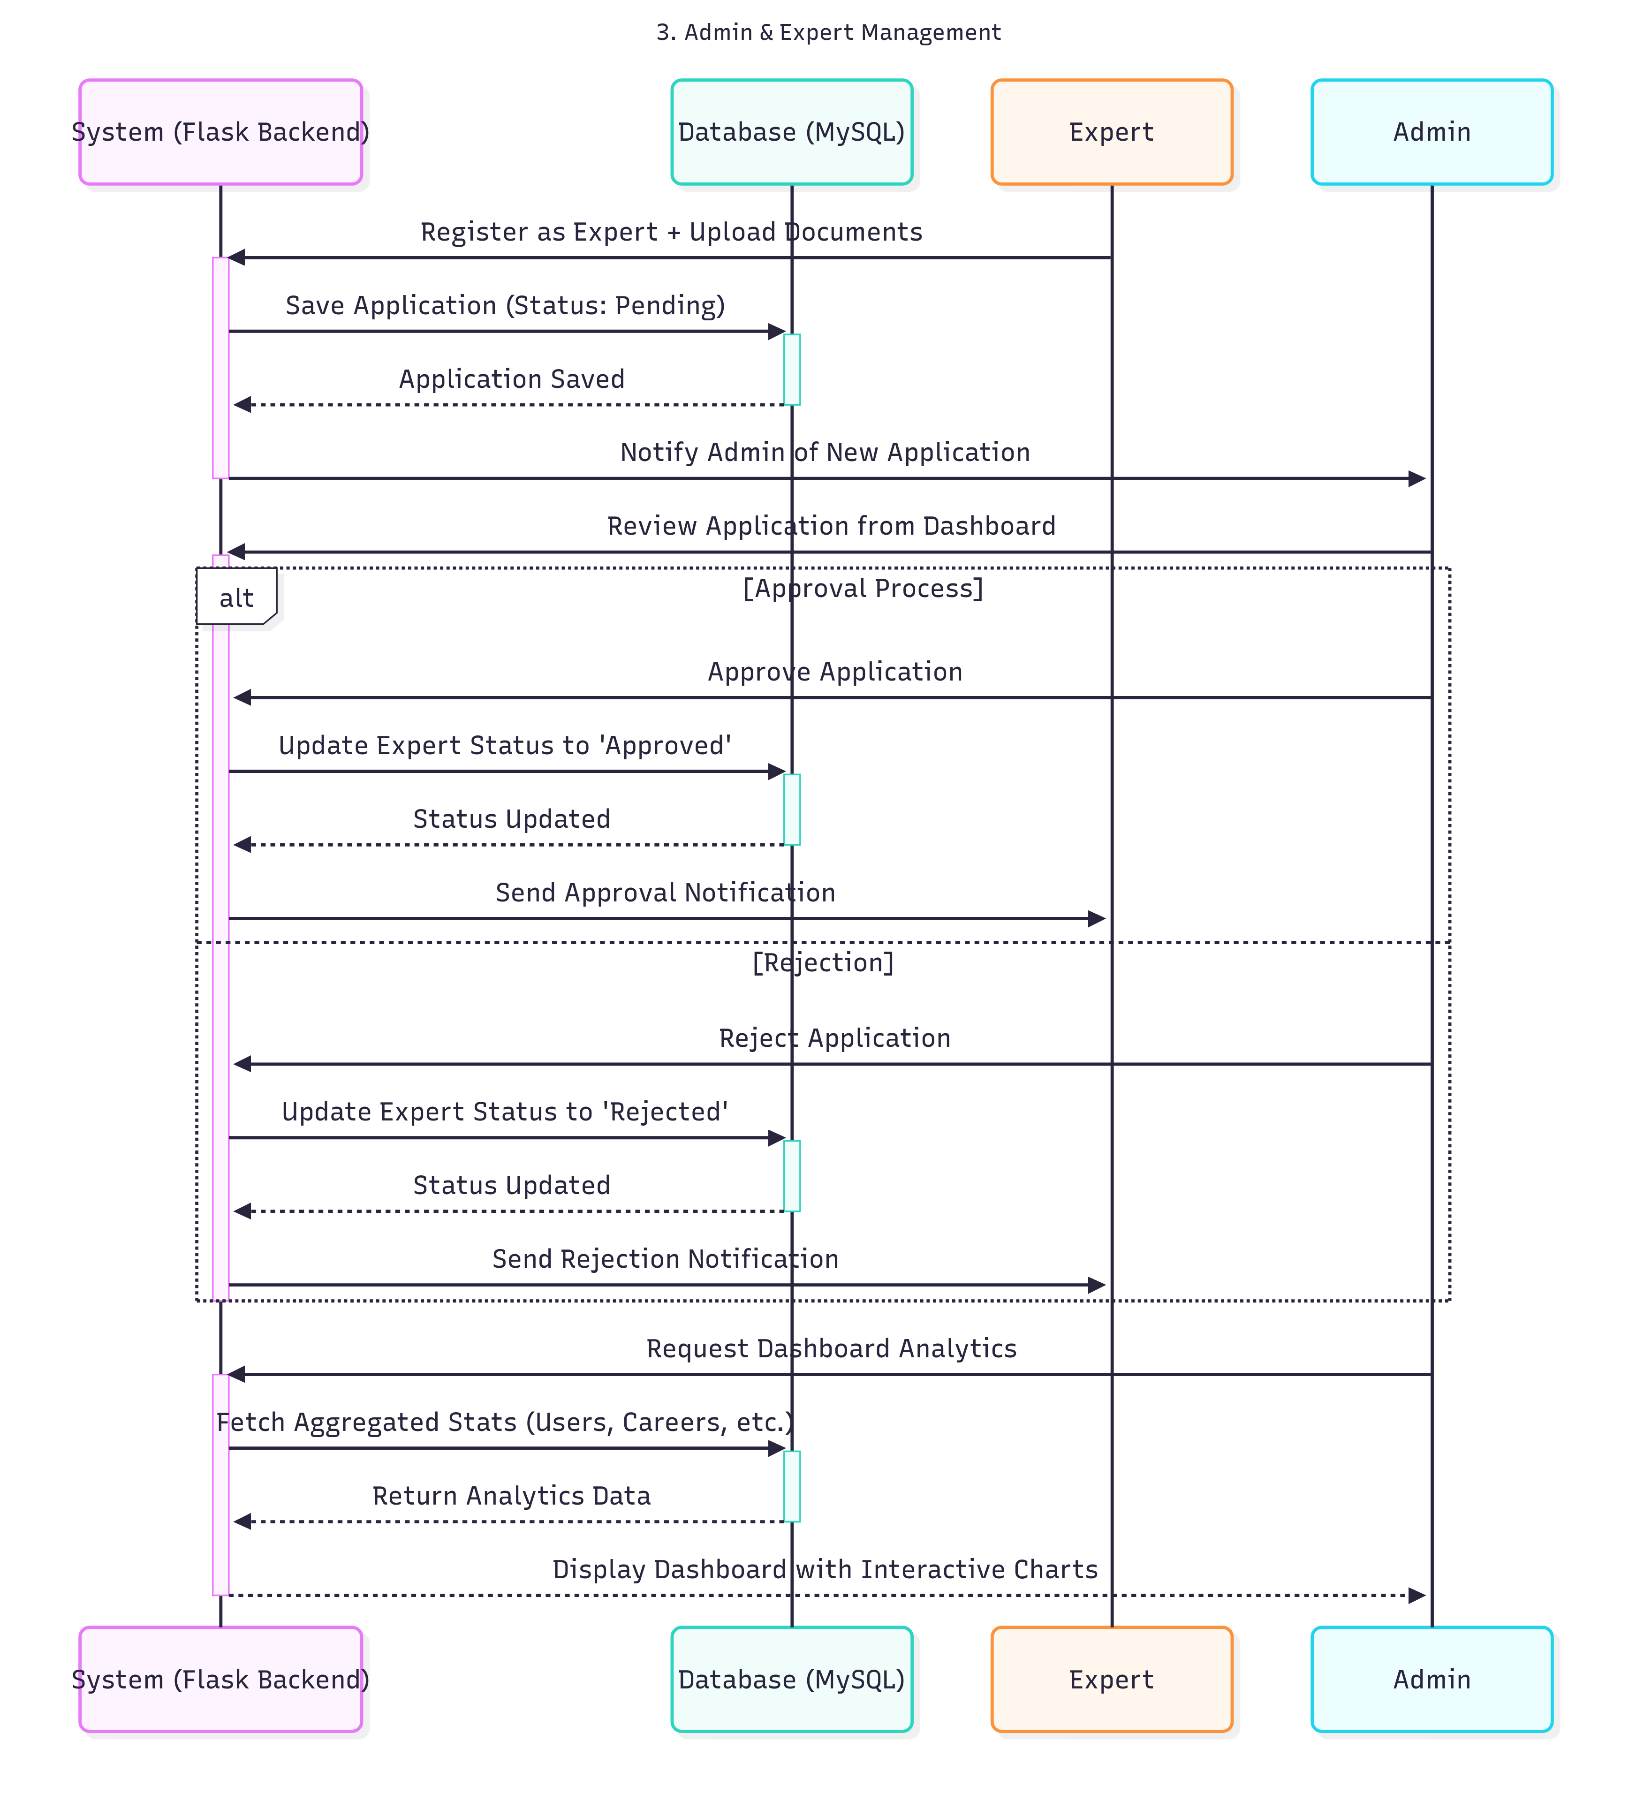 3. Admin & Expert Management
System (Flask Backend)
Database (MySQL)
Expert
Admin
Register as Expert + Upload Documents
Save Application (Status: Pending)
Application Saved
Notify Admin of New Application
Review Application from Dashboard
alt
[Approval Process]
Approve Application
Update Expert Status to 'Approved'
Status Updated
Send Approval Notification
[Rejection]
Reject Application
Update Expert Status to 'Rejected'
Status Updated
Send Rejection Notification
Request Dashboard Analytics
Fetch Aggregated Stats (Users, Careers, etc.)
Return Analytics Data
Display Dashboard with Interactive Charts
System (Flask Backend)
Database (MySQL)
Expert
Admin